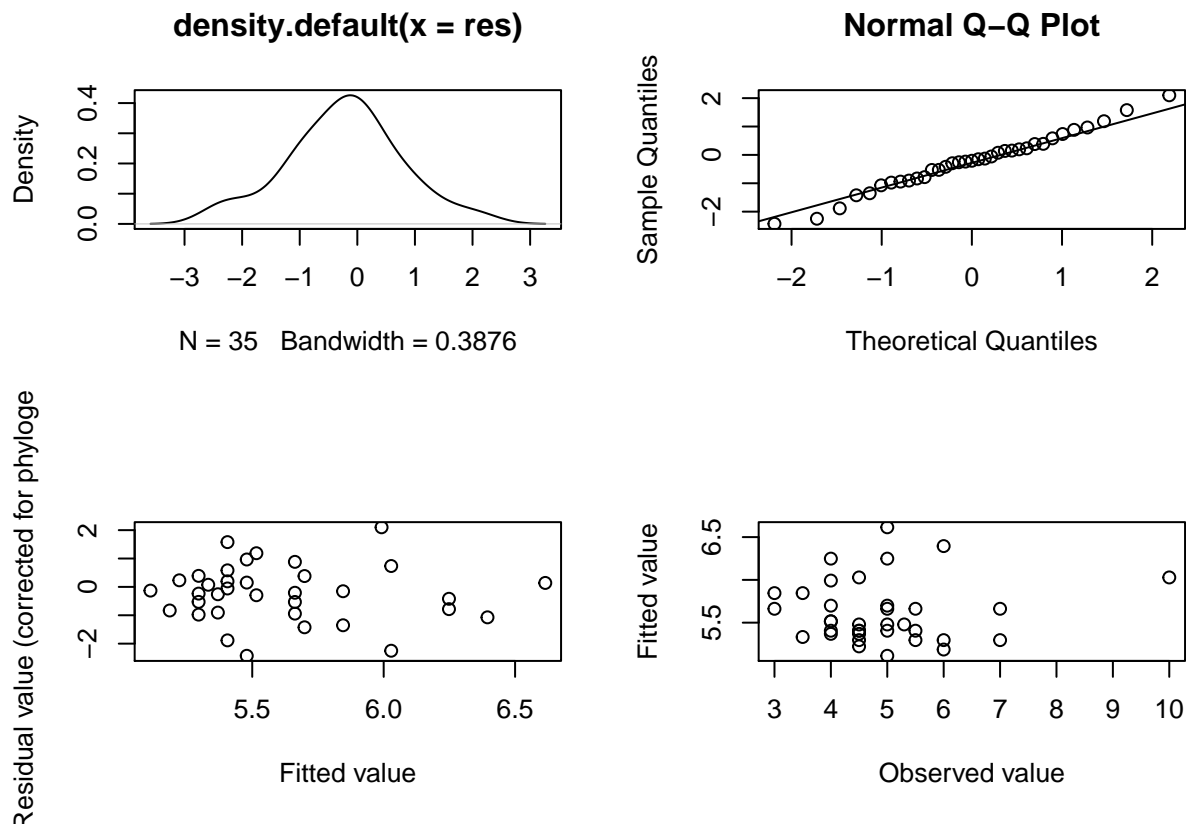 density.default(x = res)
Density
0.0
0.2
0.4
−3 −2 −1 0 1 2 3
N = 35 Bandwidth = 0.3876
Normal Q−Q Plot
Sample Quantiles
−2
0
2
−2 −1 0 1 2
Theoretical Quantiles
Residual value (corrected for phyloge
−2
0
2
5.5 6.0 6.5
Fitted value
Fitted value
5.5
6.5
3 4 5 6 7 8 9 10
Observed value